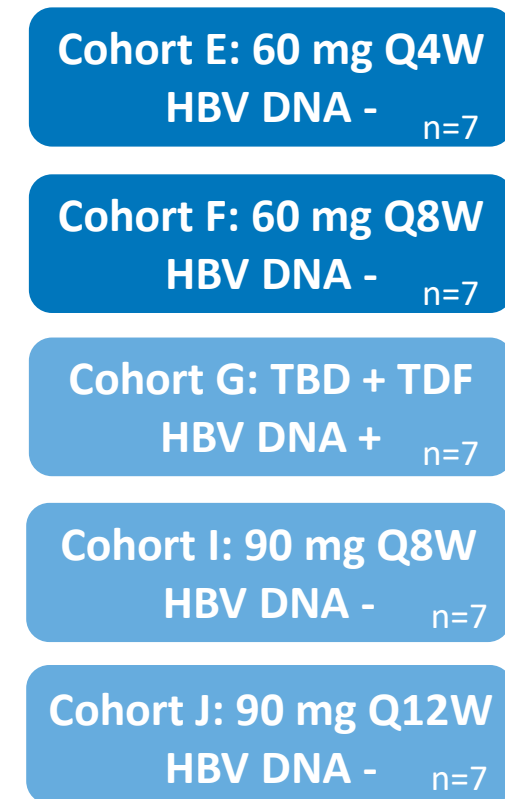 Cohort E: 60 mg Q4W
HBV DNA - n=7
Cohort F: 60 mg Q8W
HBV DNA - n=7
Cohort G: TBD + TDF
HBV DNA + n=7
Cohort I: 90 mg Q8W
HBV DNA - n=7
Cohort J: 90 mg Q12W
HBV DNA - n=7